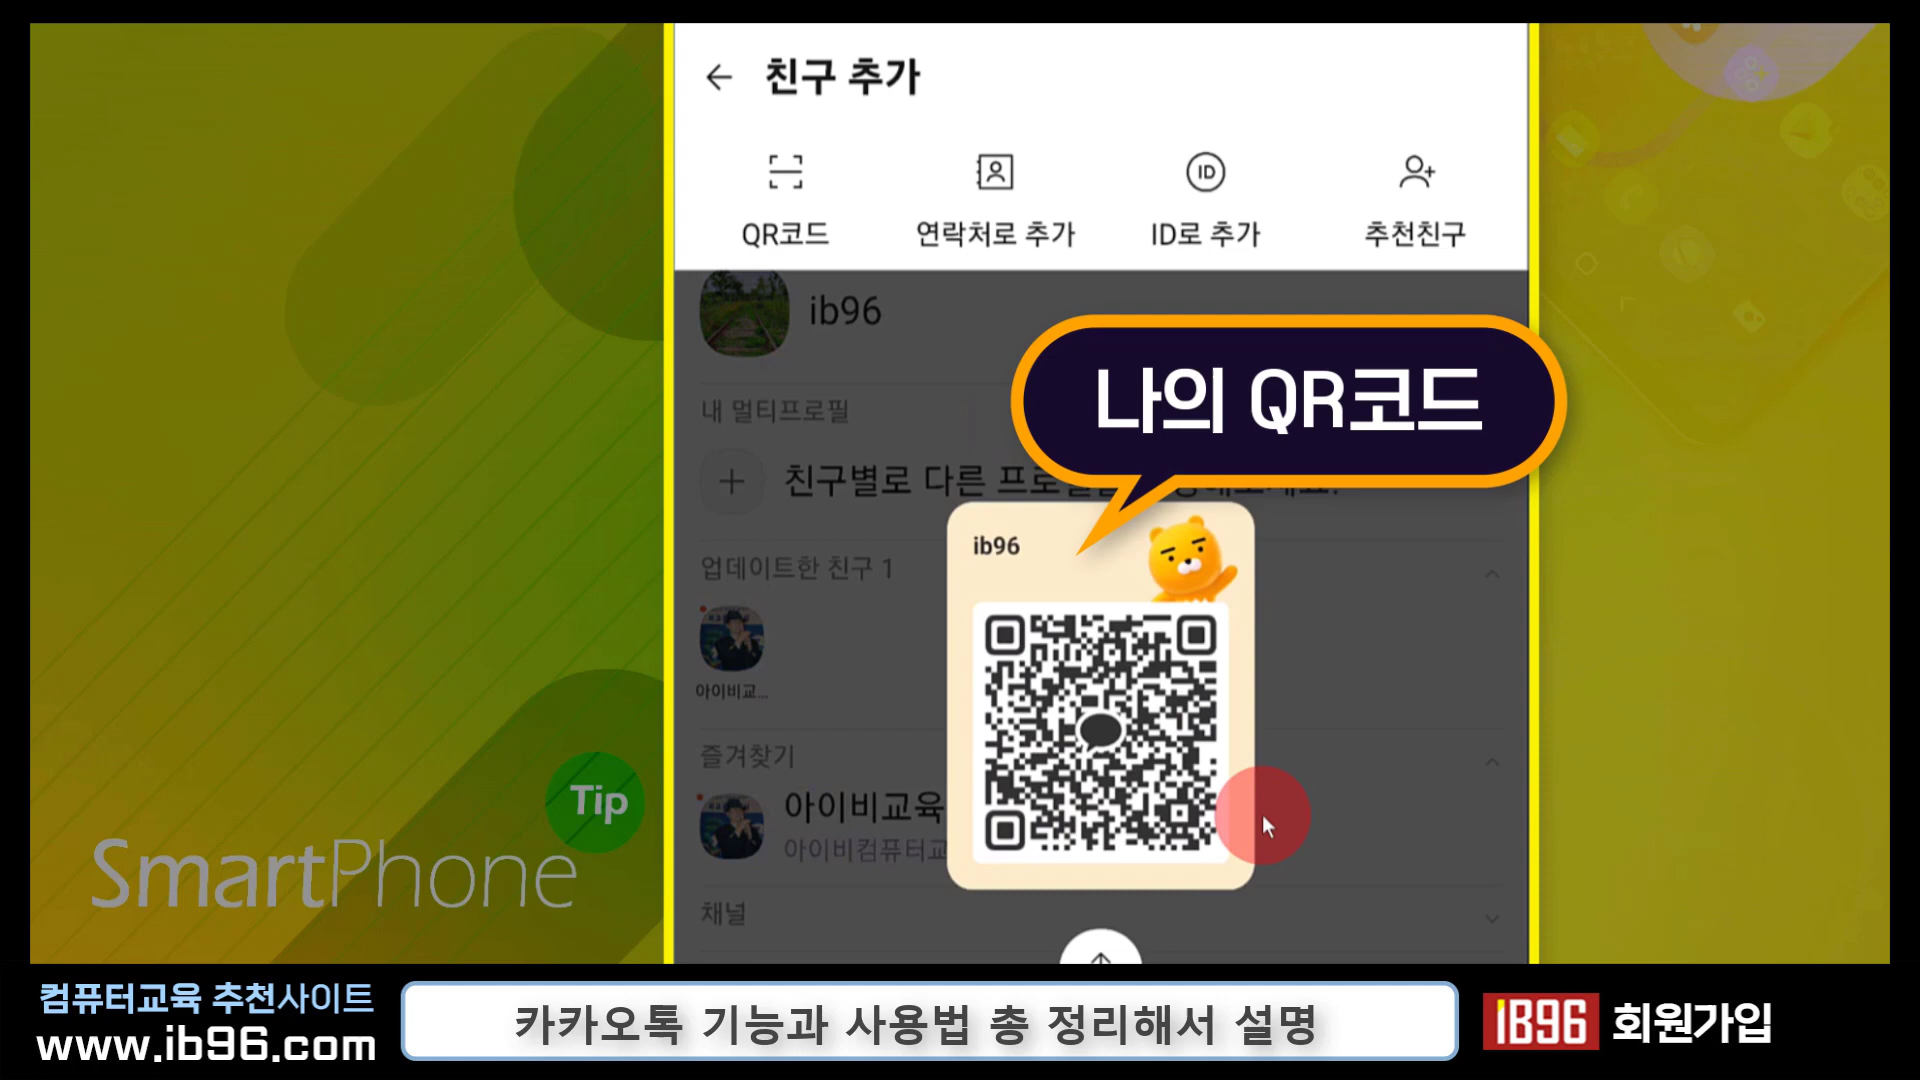 친구 추가
QR코드
연락처로 추가
ID로 추가
추천친구
ib96
나의 QR코드
내 멀티프로필
친구별로 다른
업데이트한 친구 1
ib96
아이비교...
즐겨찾기
아이비교육
아이비컴퓨터교
채널
Tip
SmartPhone
컴퓨터교육 추천사이트
www.ib96.com
카카오톡 기능과 사용법 총 정리해서 설명
IB96 회원가입